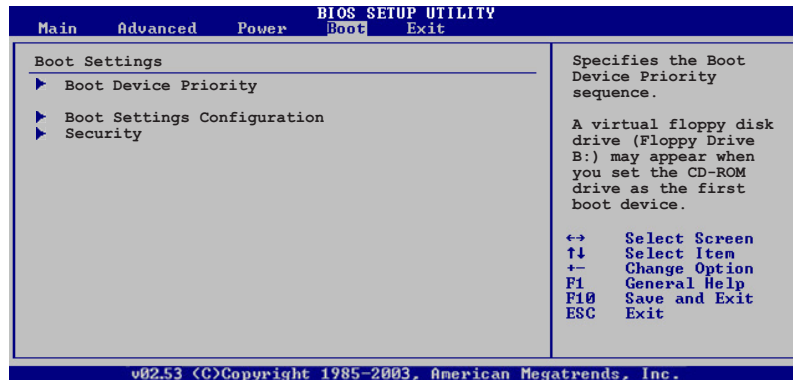 BIOS SETUP UTILITY
Main Advanced Power Boot Exit
Boot Settings
Boot Device Priority
Boot Settings Configuration
Security
Specifies the Boot
Device Priority
sequence.
A virtual floppy disk
drive (Floppy Drive
B:) may appear when
you set the CD-ROM
drive as the first
boot device.
←→ Select Screen
↑↓ Select Item
+- Change Option
F1 General Help
F10 Save and Exit
ESC Exit
v02.53 (C)Copyright 1985-2003, American Megatrends, Inc.